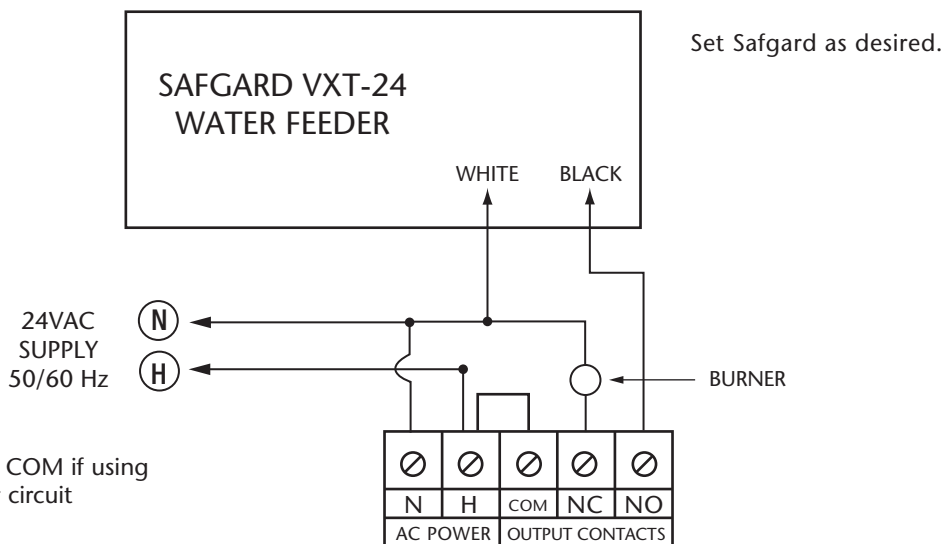 Set Safgard as desired.
SAFGARD VXT-24
WATER FEEDER
WHITE BLACK
24VAC
SUPPLY
50/60 Hz
N
H
BURNER
COM if using
circuit
N H COM NC NO
AC POWER OUTPUT CONTACTS